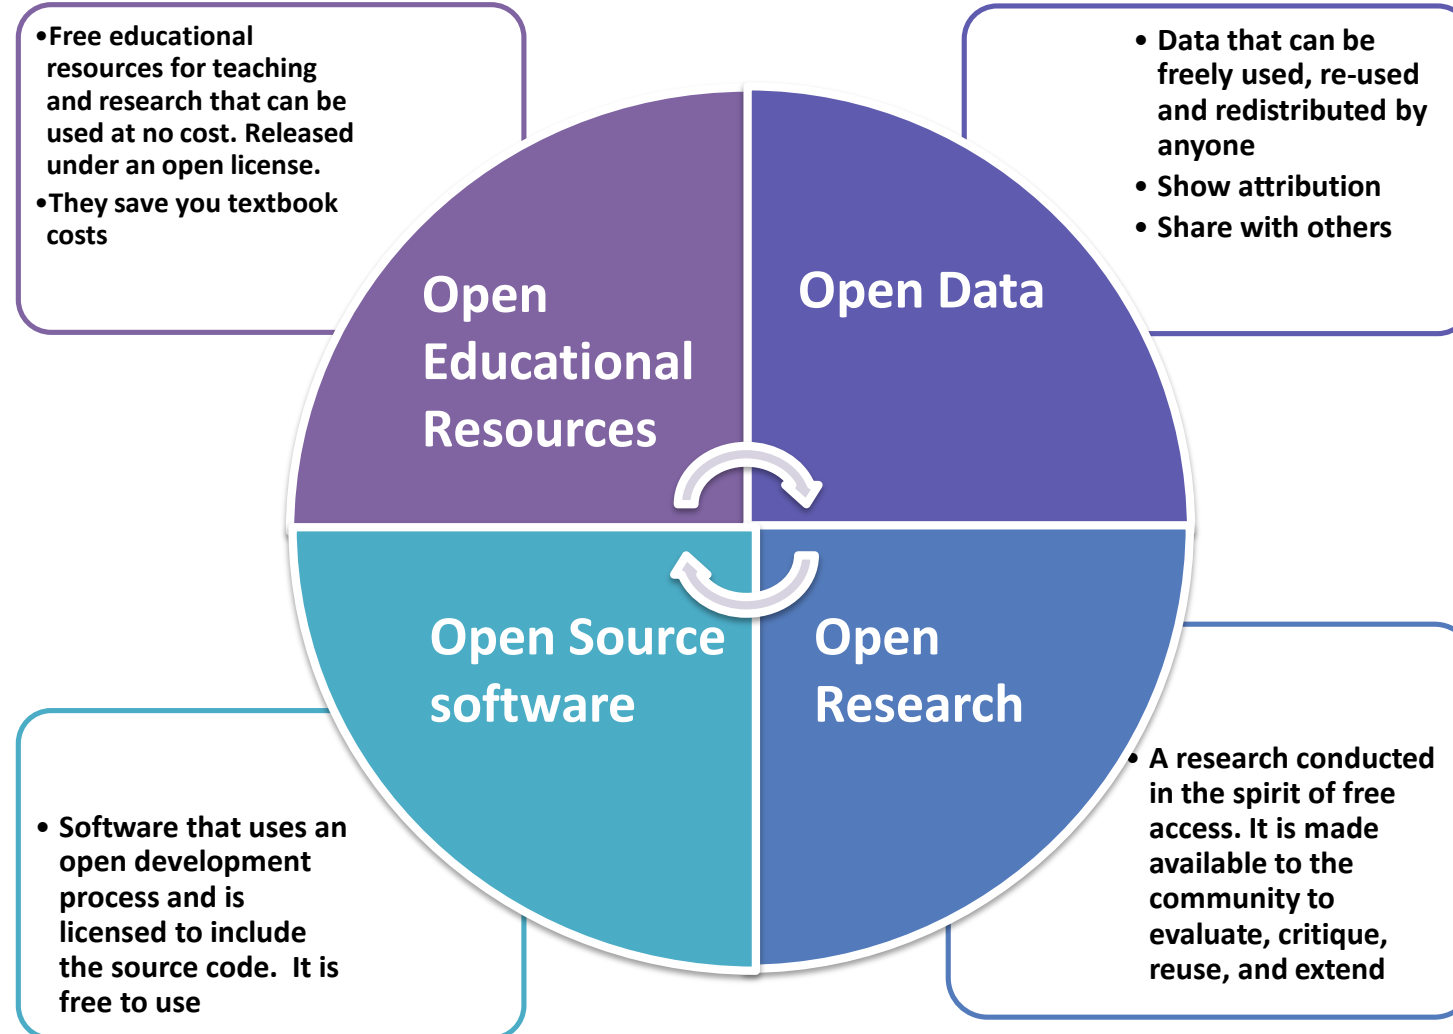 •Free educational
resources for teaching
and research that can be
used at no cost. Released
under an open license.
•They save you textbook
costs
• Data that can be
freely used, re-used
and redistributed by
anyone
• Show attribution
• Share with others
Open
Educational
Resources
Open Data
Open Source
software
Open
Research
• Software that uses an
open development
process and is
licensed to include
the source code.  It is
free to use
• A research conducted
in the spirit of free
access. It is made
available to the
community to
evaluate, critique,
reuse, and extend